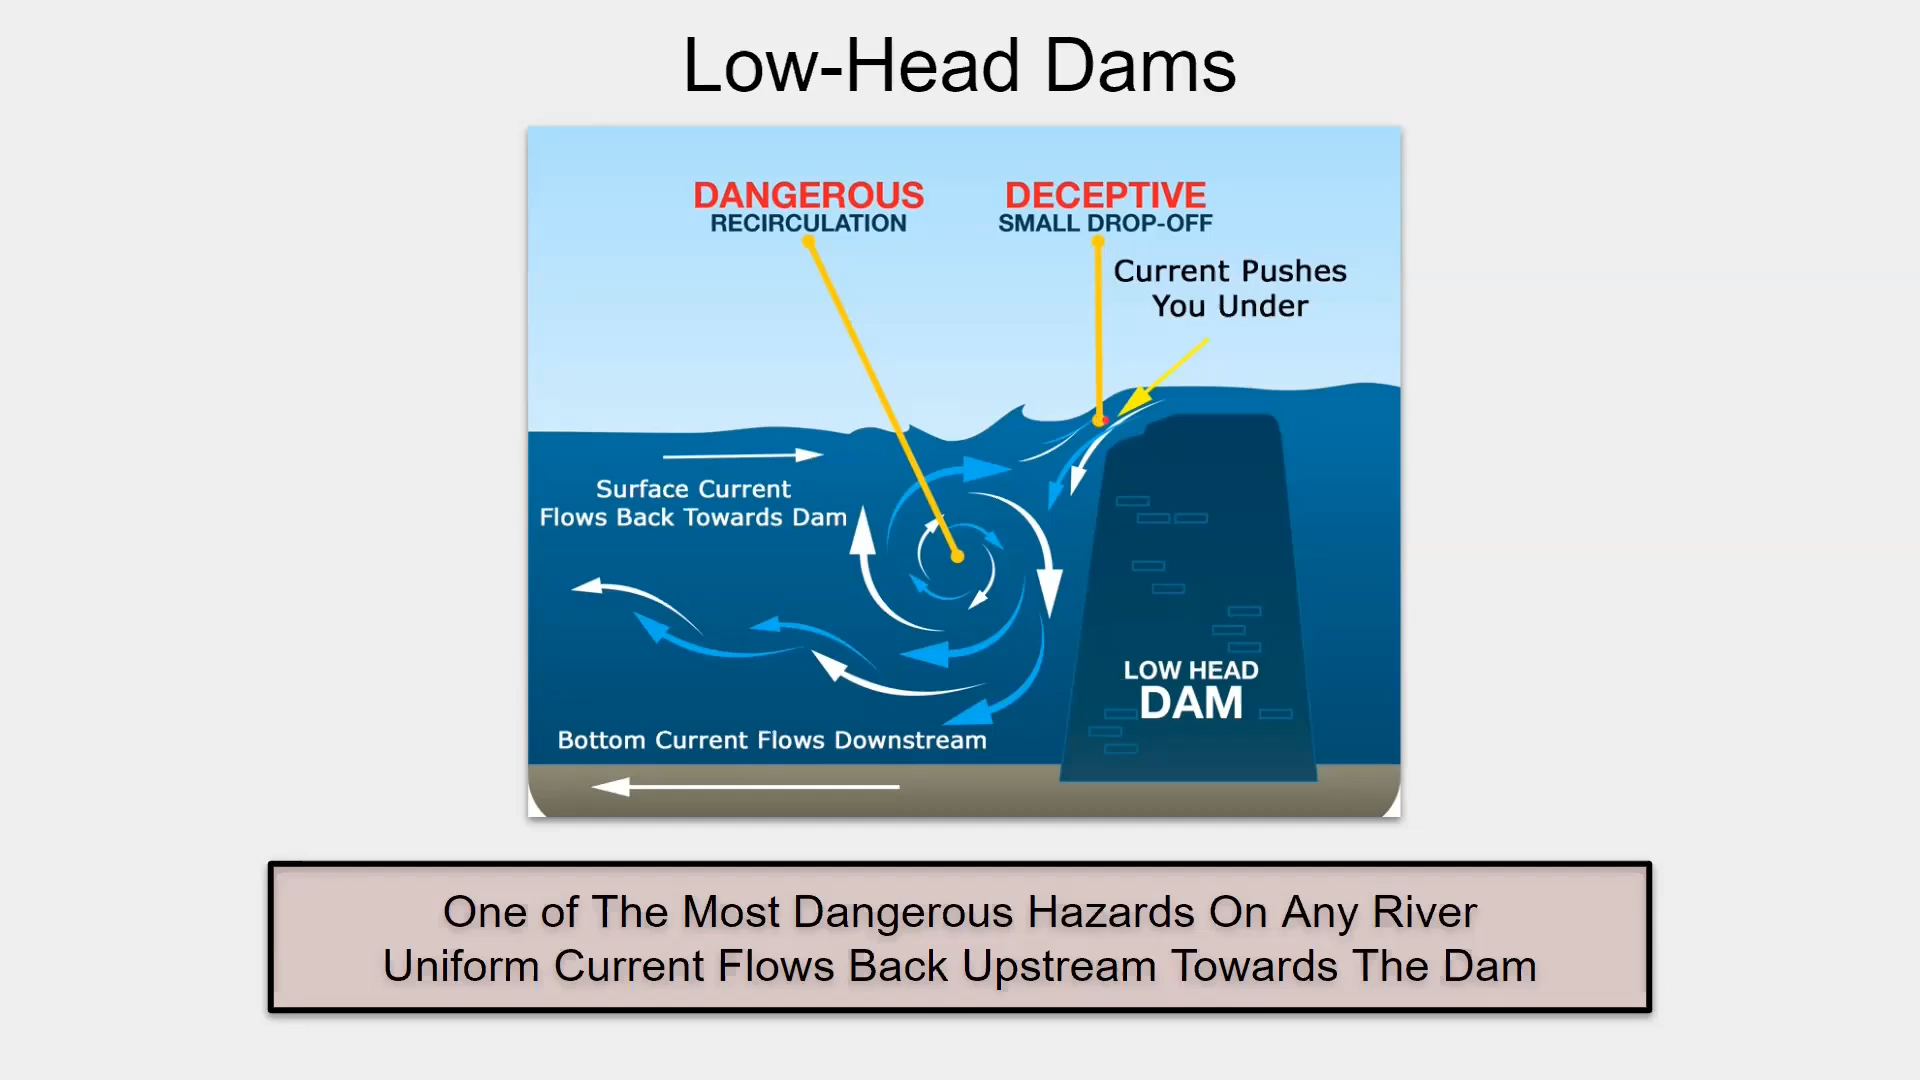 Low-Head Dams
DANGEROUS
RECIRCULATION
DECEPTIVE
SMALL DROP-OFF
Current Pushes
You Under
Surface Current
Flows Back Towards Dam
LOW HEAD
DAM
Bottom Current Flows Downstream
One of The Most Dangerous Hazards On Any River
Uniform Current Flows Back Upstream Towards The Dam